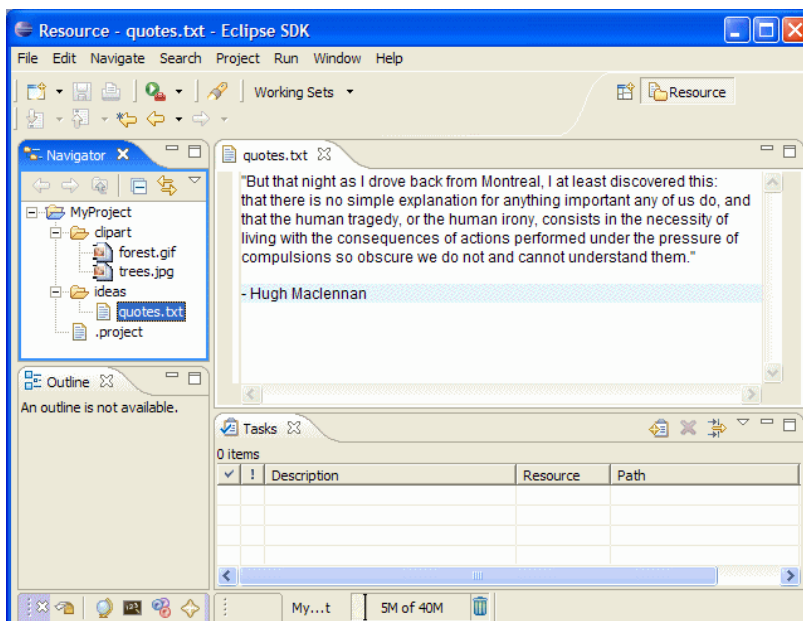 Resource - quotes.txt - Eclipse SDK
File Edit Navigate Search Project Run Window Help
Working Sets
Resource
Navigator
quotes.txt
MyProject
clipart
forest.gif
trees.jpg
ideas
quotes.txt
.project
"But that night as I drove back from Montreal, I at least discovered this:
that there is no simple explanation for anything important any of us do, and
that the human tragedy, or the human irony, consists in the necessity of
living with the consequences of actions performed under the pressure of
compulsions so obscure we do not and cannot understand them."
- Hugh Maclennan
Outline
An outline is not available.
Tasks
0 items
! Description Resource Path
My...t 5M of 40M